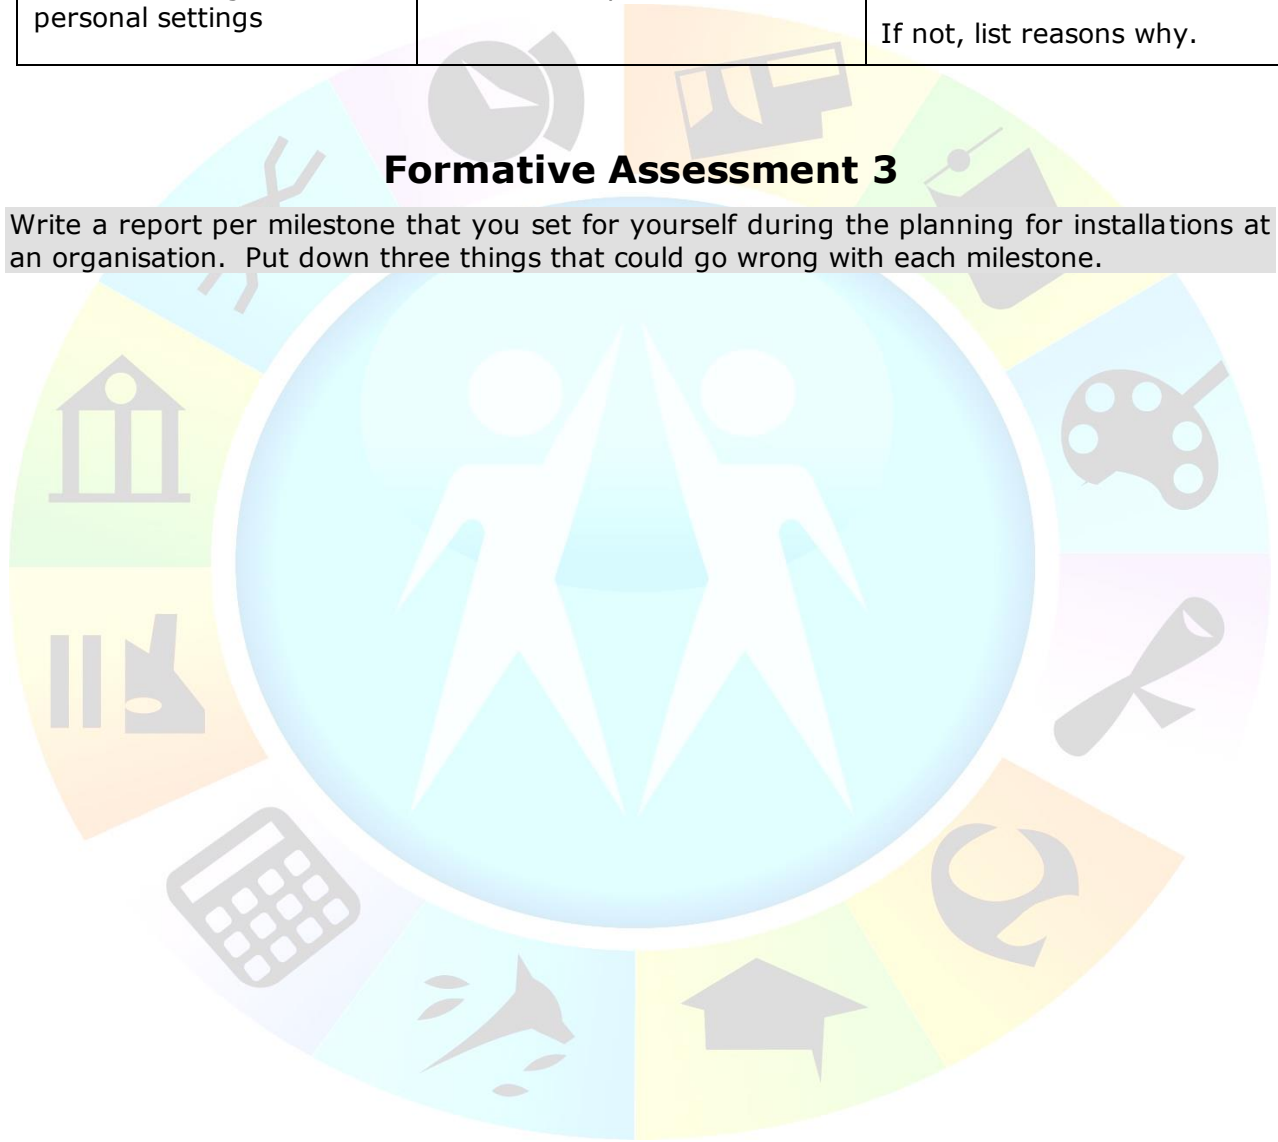 personal settings
If not, list reasons why.
Formative Assessment 3
Write a report per milestone that you set for yourself during the planning for installations at
an organisation. Put down three things that could go wrong with each milestone.